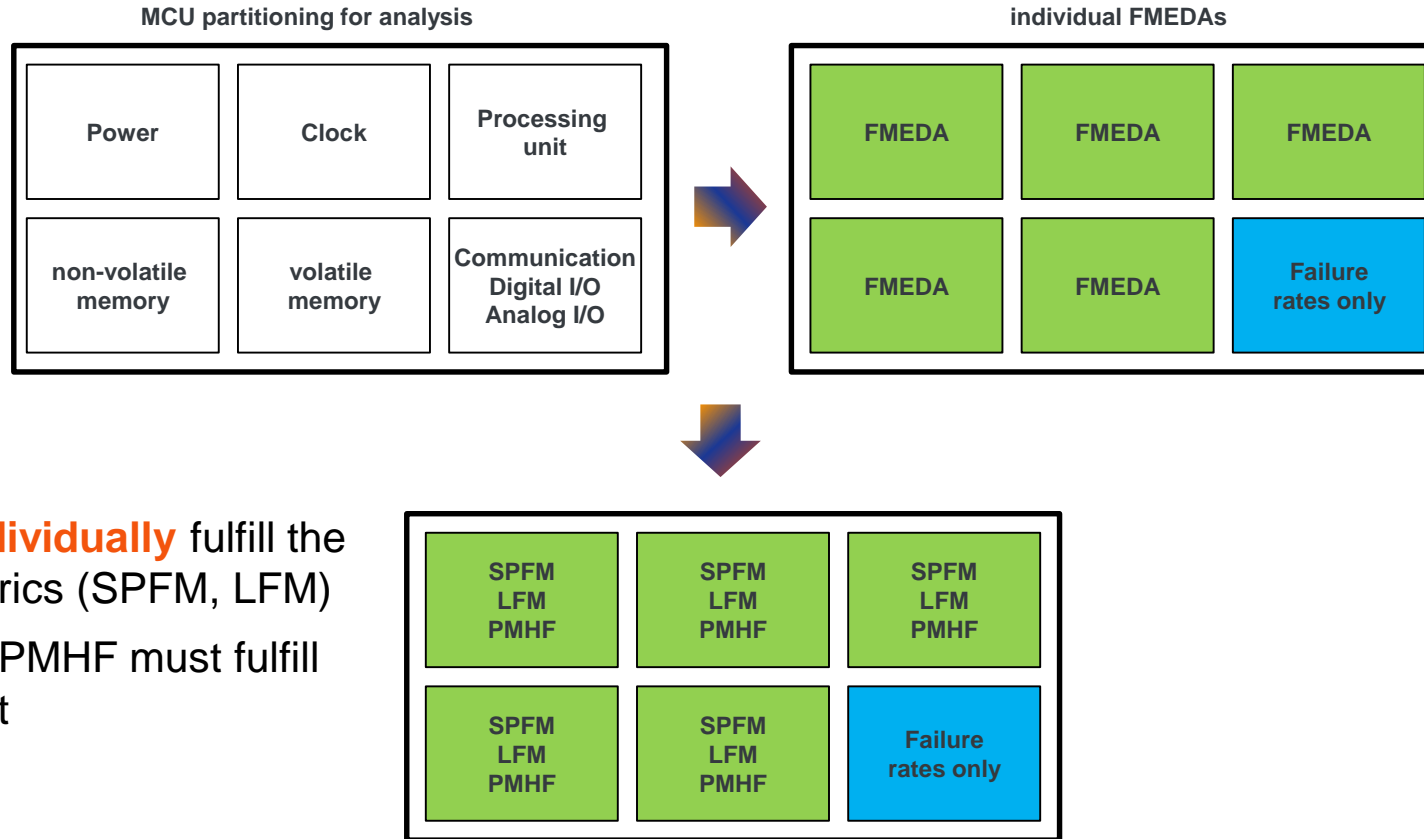 MCU partitioning for analysis
individual FMEDAs
Power
Clock
Processing
unit
non-volatile
memory
volatile
memory
Communication
Digital I/O
Analog I/O
FMEDA
FMEDA
FMEDA
FMEDA
FMEDA
Failure
rates only
dividually fulfill the
rics (SPFM, LFM)
PMHF must fulfill
t
SPFM
LFM
PMHF
SPFM
LFM
PMHF
SPFM
LFM
PMHF
SPFM
LFM
PMHF
SPFM
LFM
PMHF
Failure
rates only